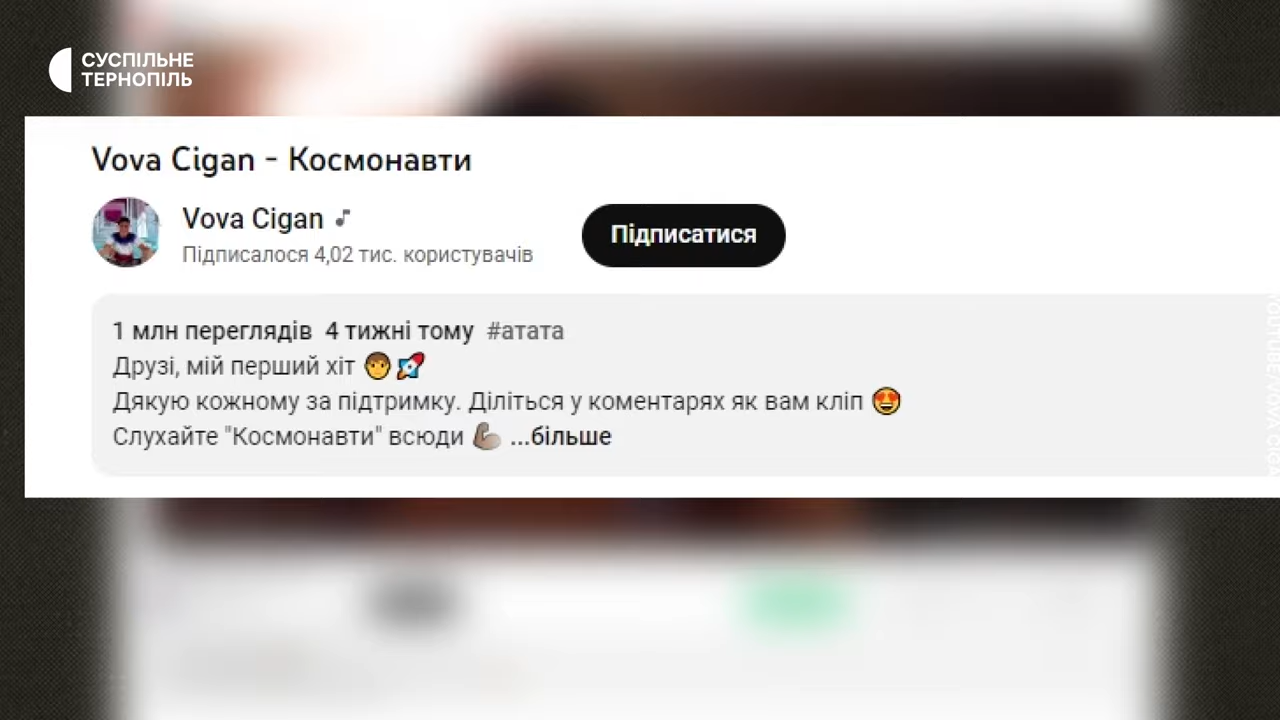 СУСПІЛЬНЕ
ТЕРНОПІЛЬ
Vova Cigan - Космонавти
Vova Cigan
Підписалося 4,02 тис. користувачів
Підписатися
1 млн переглядів 4 тижні тому #атата
Друзі, мій перший хіт 👦🚀
Дякую кожному за підтримку. Діліться у коментарях як вам кліп 😍
Слухайте "Космонавти" всюди 💪 ...більше